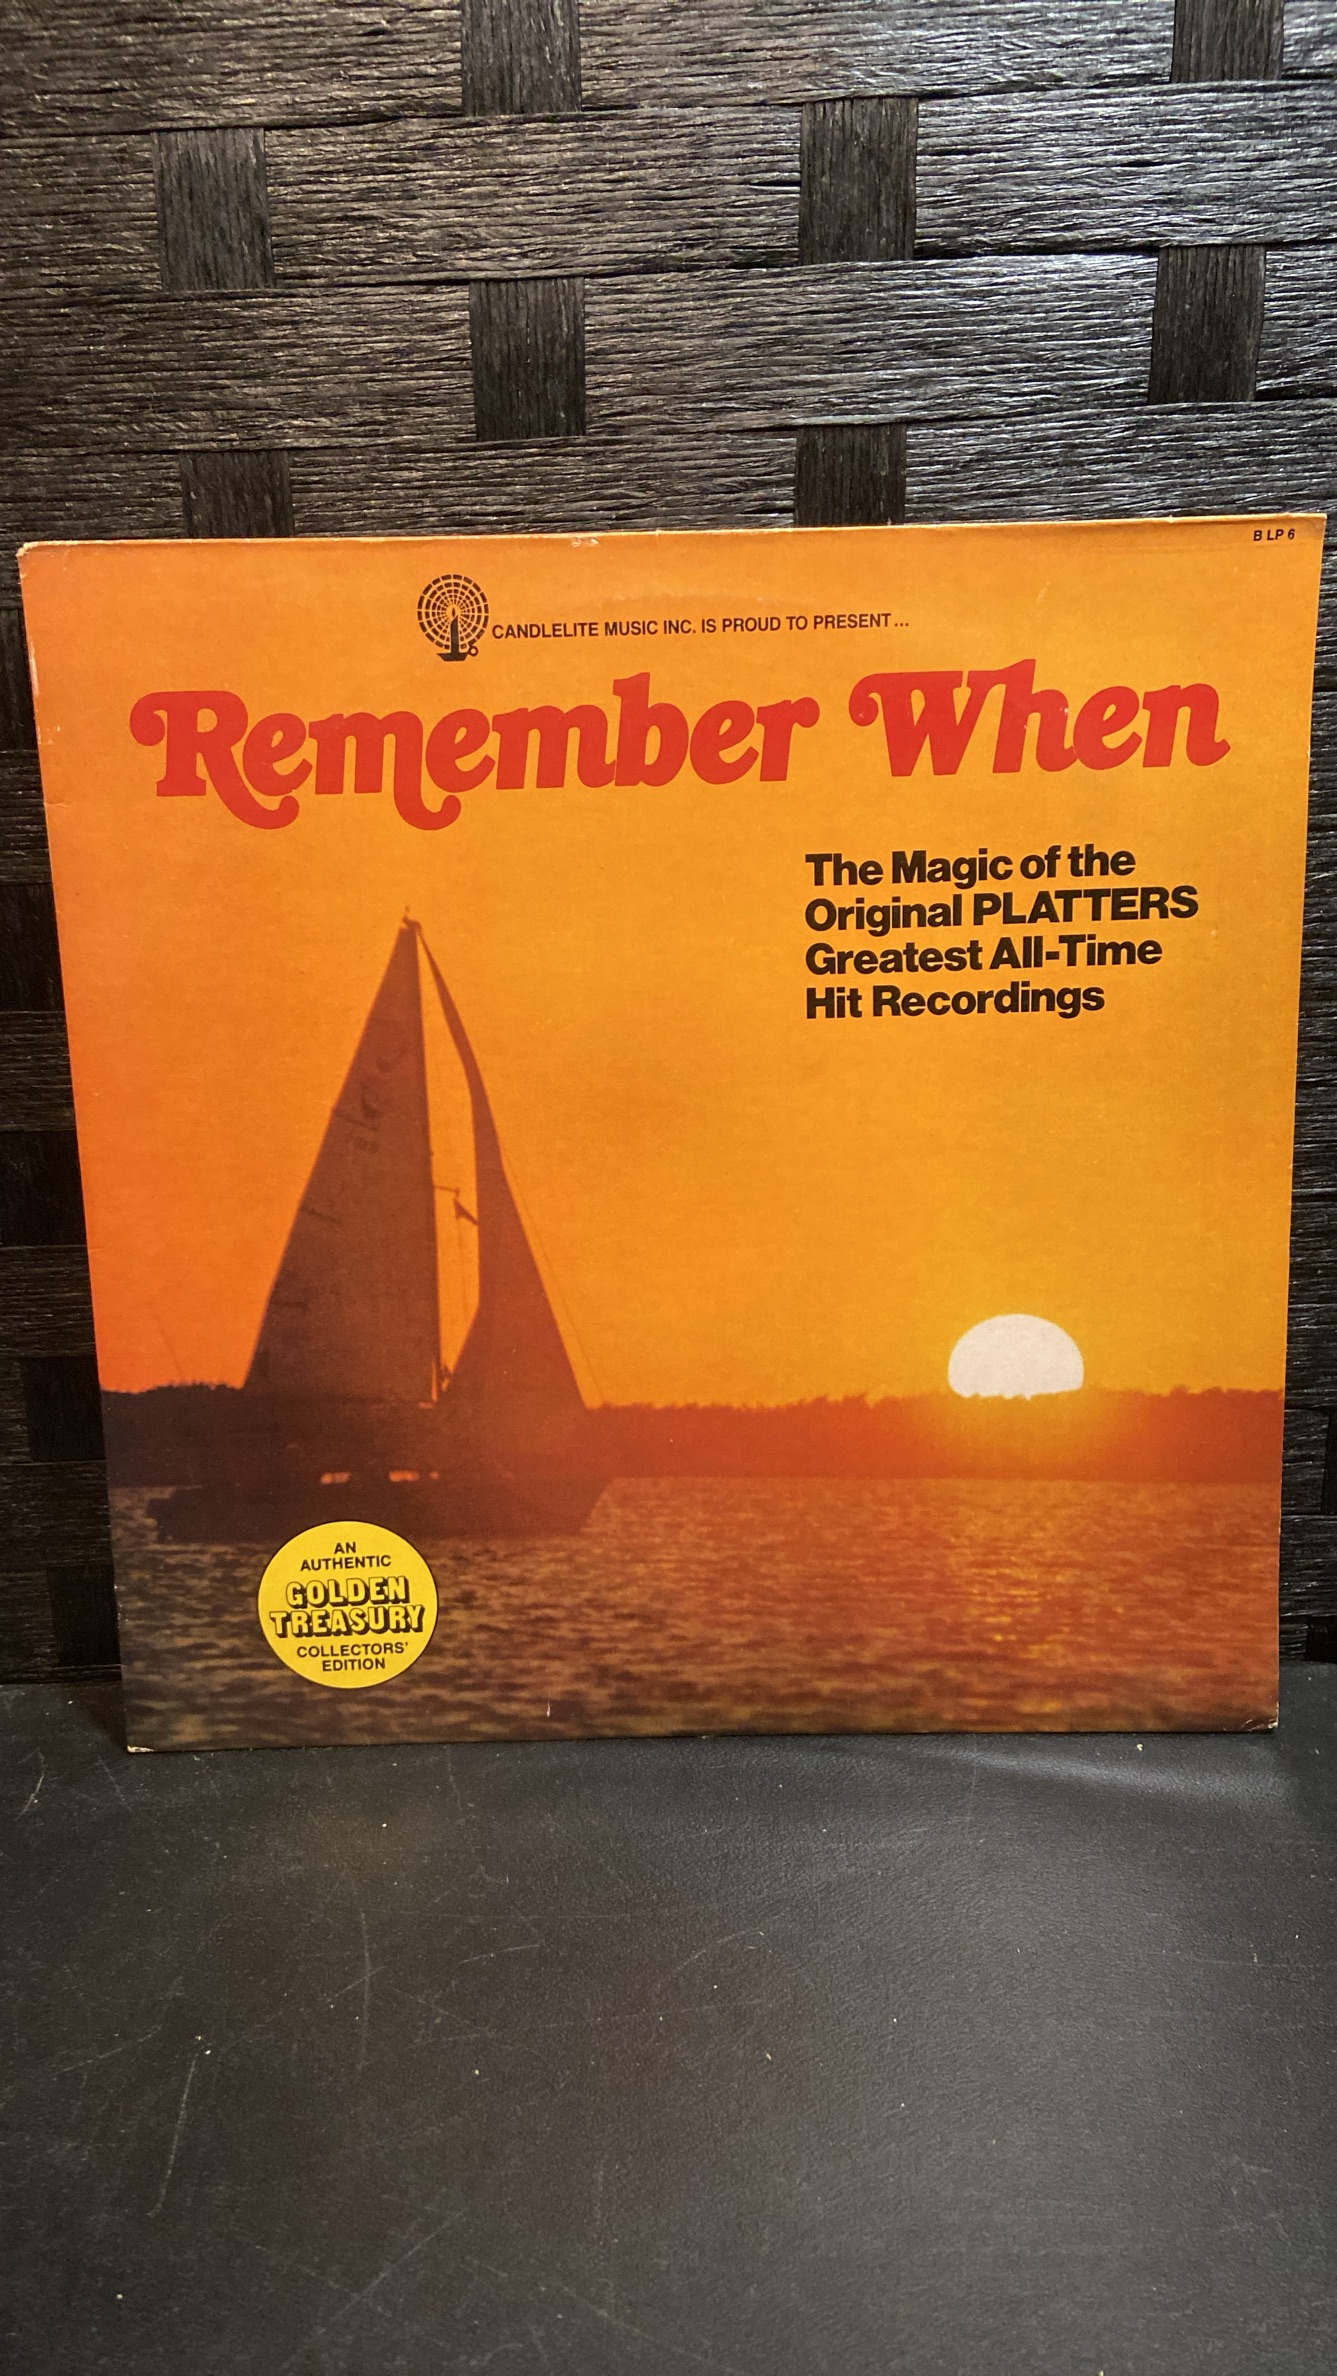 B LP 6
CANDLELITE MUSIC INC. IS PROUD TO PRESENT...
Remember When
The Magic of the
Original PLATTERS
Greatest All-Time
Hit Recordings
AN
AUTHENTIC
GOLDEN
TREASURY
COLLECTORS'
EDITION